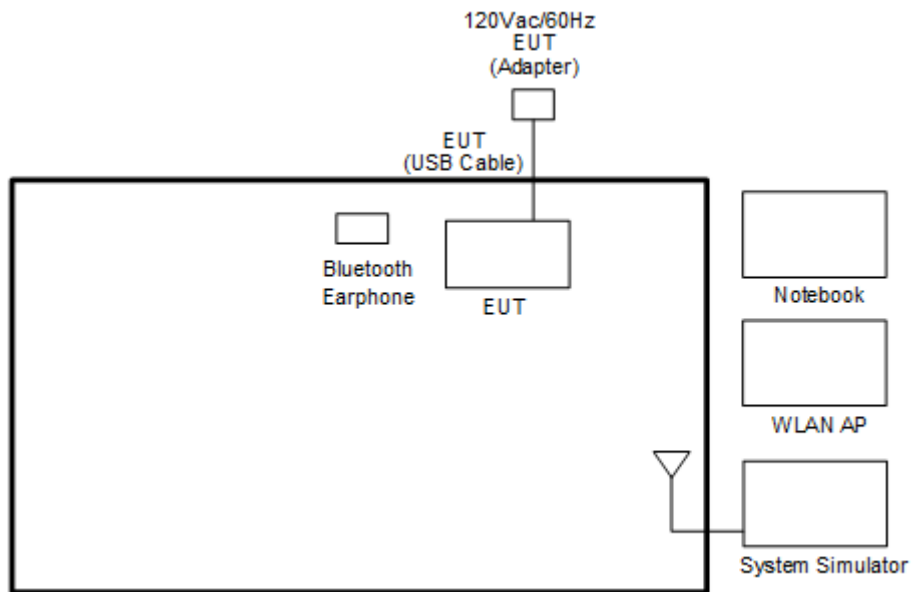 120Vac/60Hz
EUT
(Adapter)
EUT
(USB Cable)
Bluetooth
Earphone
EUT
Notebook
WLAN AP
System Simulator